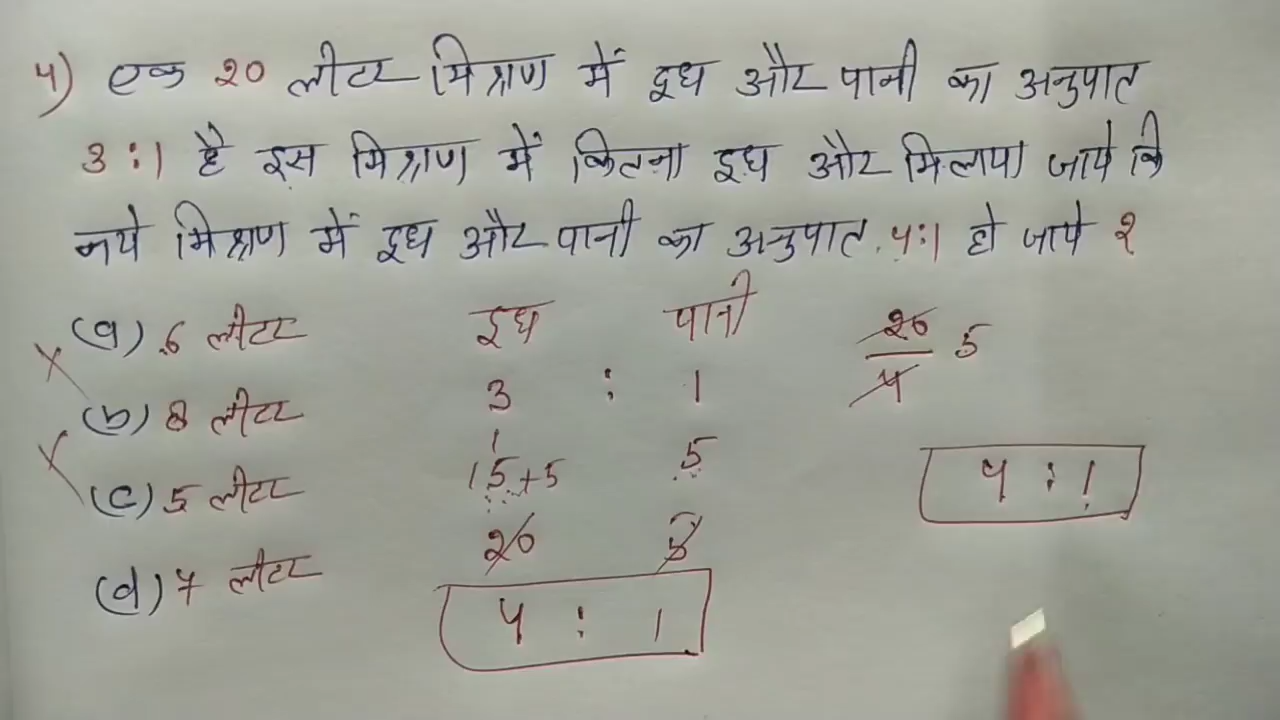 4) एक 20 लीटर मिश्रण में दूध और पानी का अनुपात
3:1 है इस मिश्रण में कितना दूध और मिलाया जाये कि
नये मिश्रण में दूध और पानी का अनुपात 4:1 हो जाये ?
(a) 6 लीटर
(b) 8 लीटर
(c) 5 लीटर
(d) 7 लीटर
दूध पानी
3 : 1
1
15+5 5
20 5
4 : 1
20/4 5
4 : 1